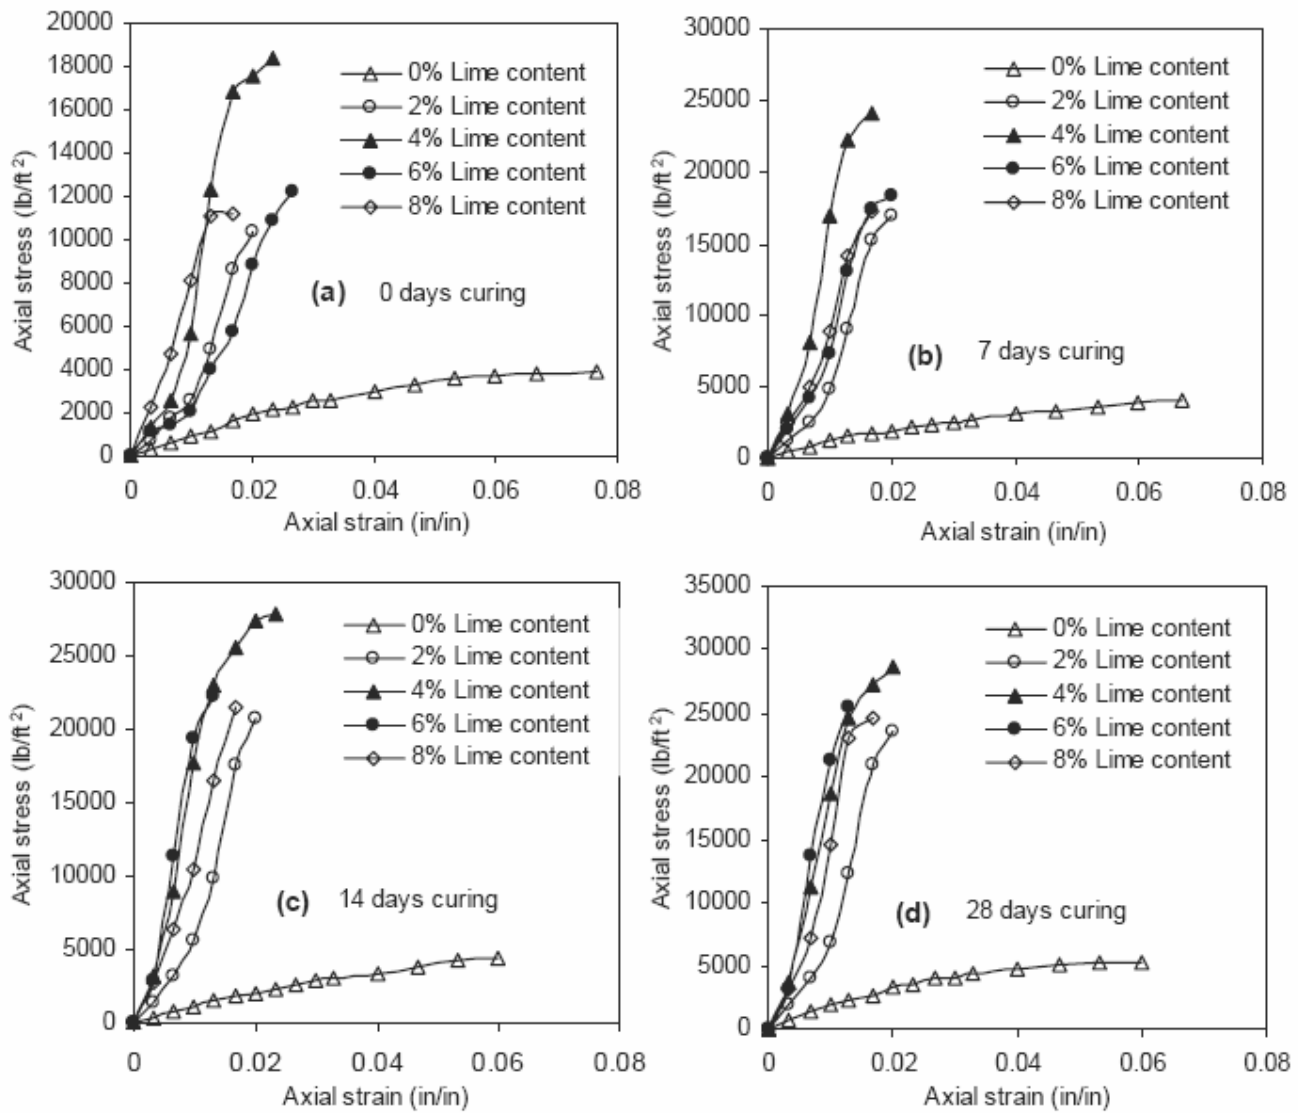 20000
18000
16000
14000
12000
10000
8000
6000
4000
2000
0
Axial stress (lb/ft²)
0% Lime content
2% Lime content
4% Lime content
6% Lime content
8% Lime content
(a) 0 days curing
0 0.02 0.04 0.06 0.08
Axial strain (in/in)
30000
25000
20000
15000
10000
5000
0
Axial stress (lb/ft²)
0% Lime content
2% Lime content
4% Lime content
6% Lime content
8% Lime content
(b) 7 days curing
0 0.02 0.04 0.06 0.08
Axial strain (in/in)
30000
25000
20000
15000
10000
5000
0
Axial stress (lb/ft²)
0% Lime content
2% Lime content
4% Lime content
6% Lime content
8% Lime content
(c) 14 days curing
0 0.02 0.04 0.06 0.08
Axial strain (in/in)
35000
30000
25000
20000
15000
10000
5000
0
Axial stress (lb/ft²)
0% Lime content
2% Lime content
4% Lime content
6% Lime content
8% Lime content
(d) 28 days curing
0 0.02 0.04 0.06 0.08
Axial strain (in/in)